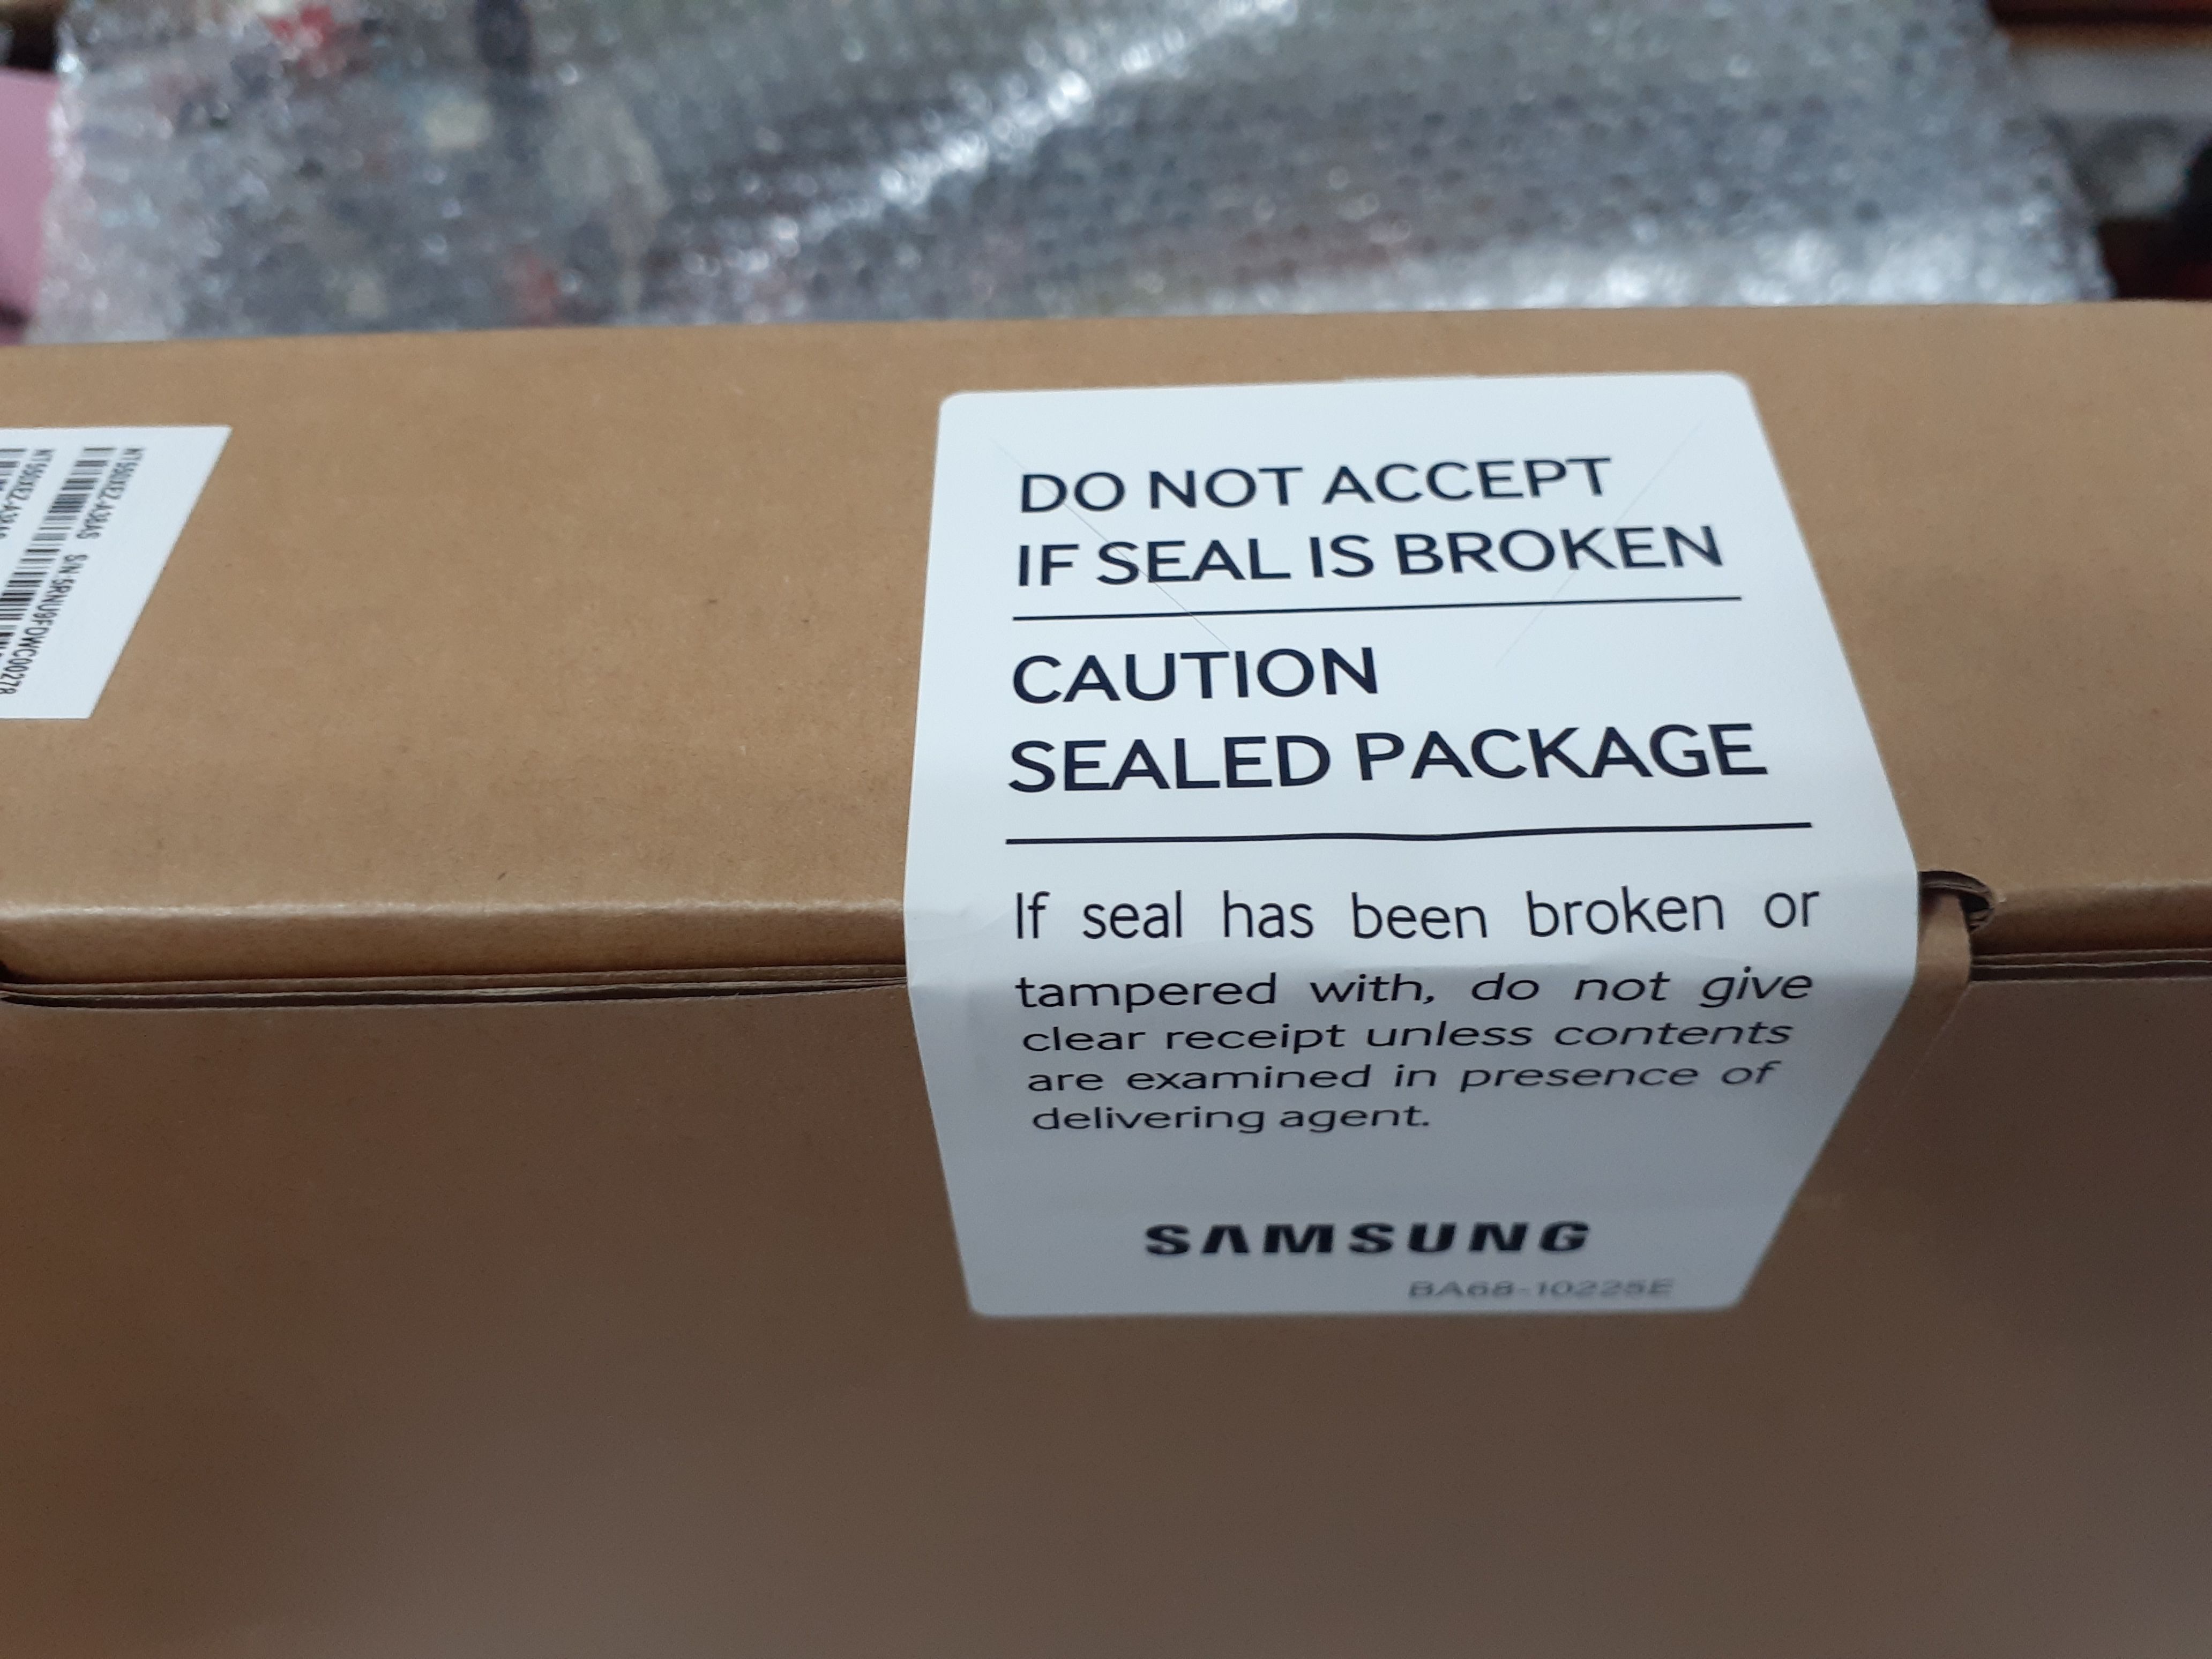 DO NOT ACCEPT
IF SEAL IS BROKEN
CAUTION
SEALED PACKAGE
If seal has been broken or
tampered with, do not give
clear receipt unless contents
are examined in presence of
delivering agent.
SAMSUNG
BA68-10225E